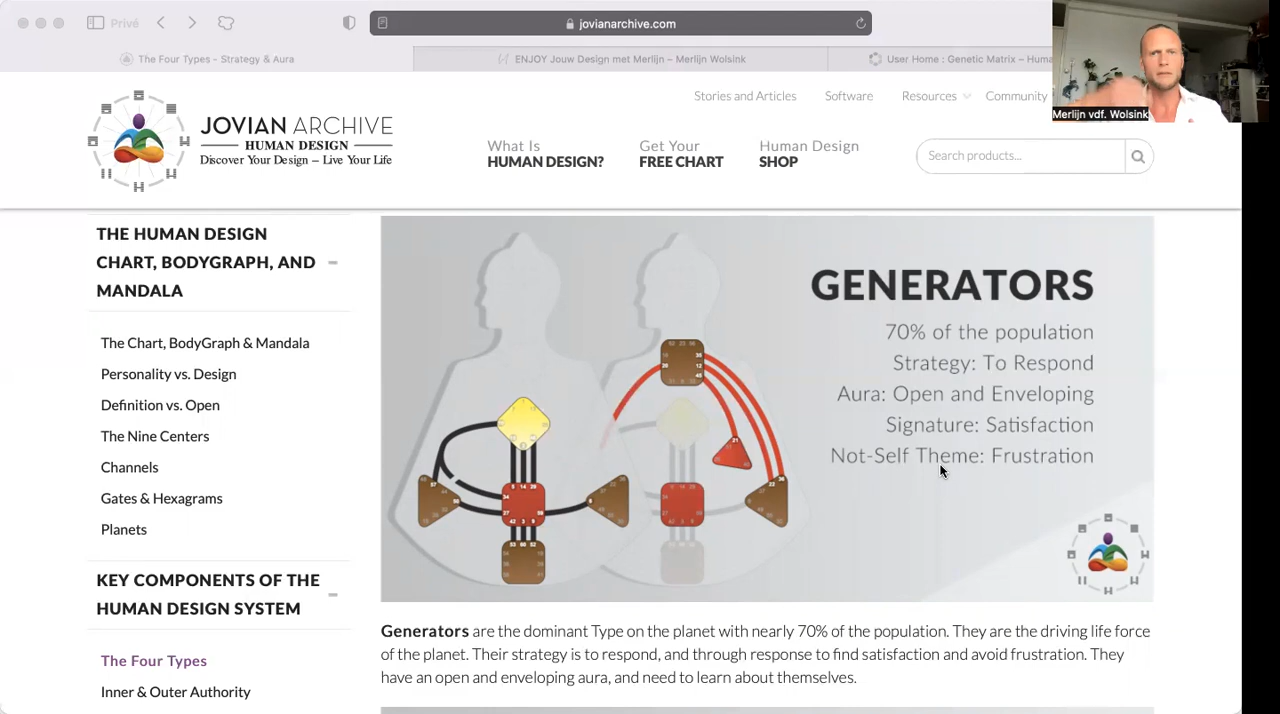 Privé
jovianarchive.com
The Four Types - Strategy & Aura
ENJOY Jouw Design met Merlijn – Merlijn Wolsink
User Home : Genetic Matrix – Huma
Merlijn vdf. Wolsink
Stories and Articles
Software
Resources
Community
JOVIAN ARCHIVE
HUMAN DESIGN
Discover Your Design – Live Your Life
What Is
HUMAN DESIGN?
Get Your
FREE CHART
Human Design
SHOP
Search products...
THE HUMAN DESIGN
CHART, BODYGRAPH, AND
MANDALA
The Chart, BodyGraph & Mandala
Personality vs. Design
Definition vs. Open
The Nine Centers
Channels
Gates & Hexagrams
Planets
KEY COMPONENTS OF THE
HUMAN DESIGN SYSTEM
The Four Types
Inner & Outer Authority
GENERATORS
70% of the population
Strategy: To Respond
Aura: Open and Enveloping
Signature: Satisfaction
Not-Self Theme: Frustration
Generators are the dominant Type on the planet with nearly 70% of the population. They are the driving life force
of the planet. Their strategy is to respond, and through response to find satisfaction and avoid frustration. They
have an open and enveloping aura, and need to learn about themselves.